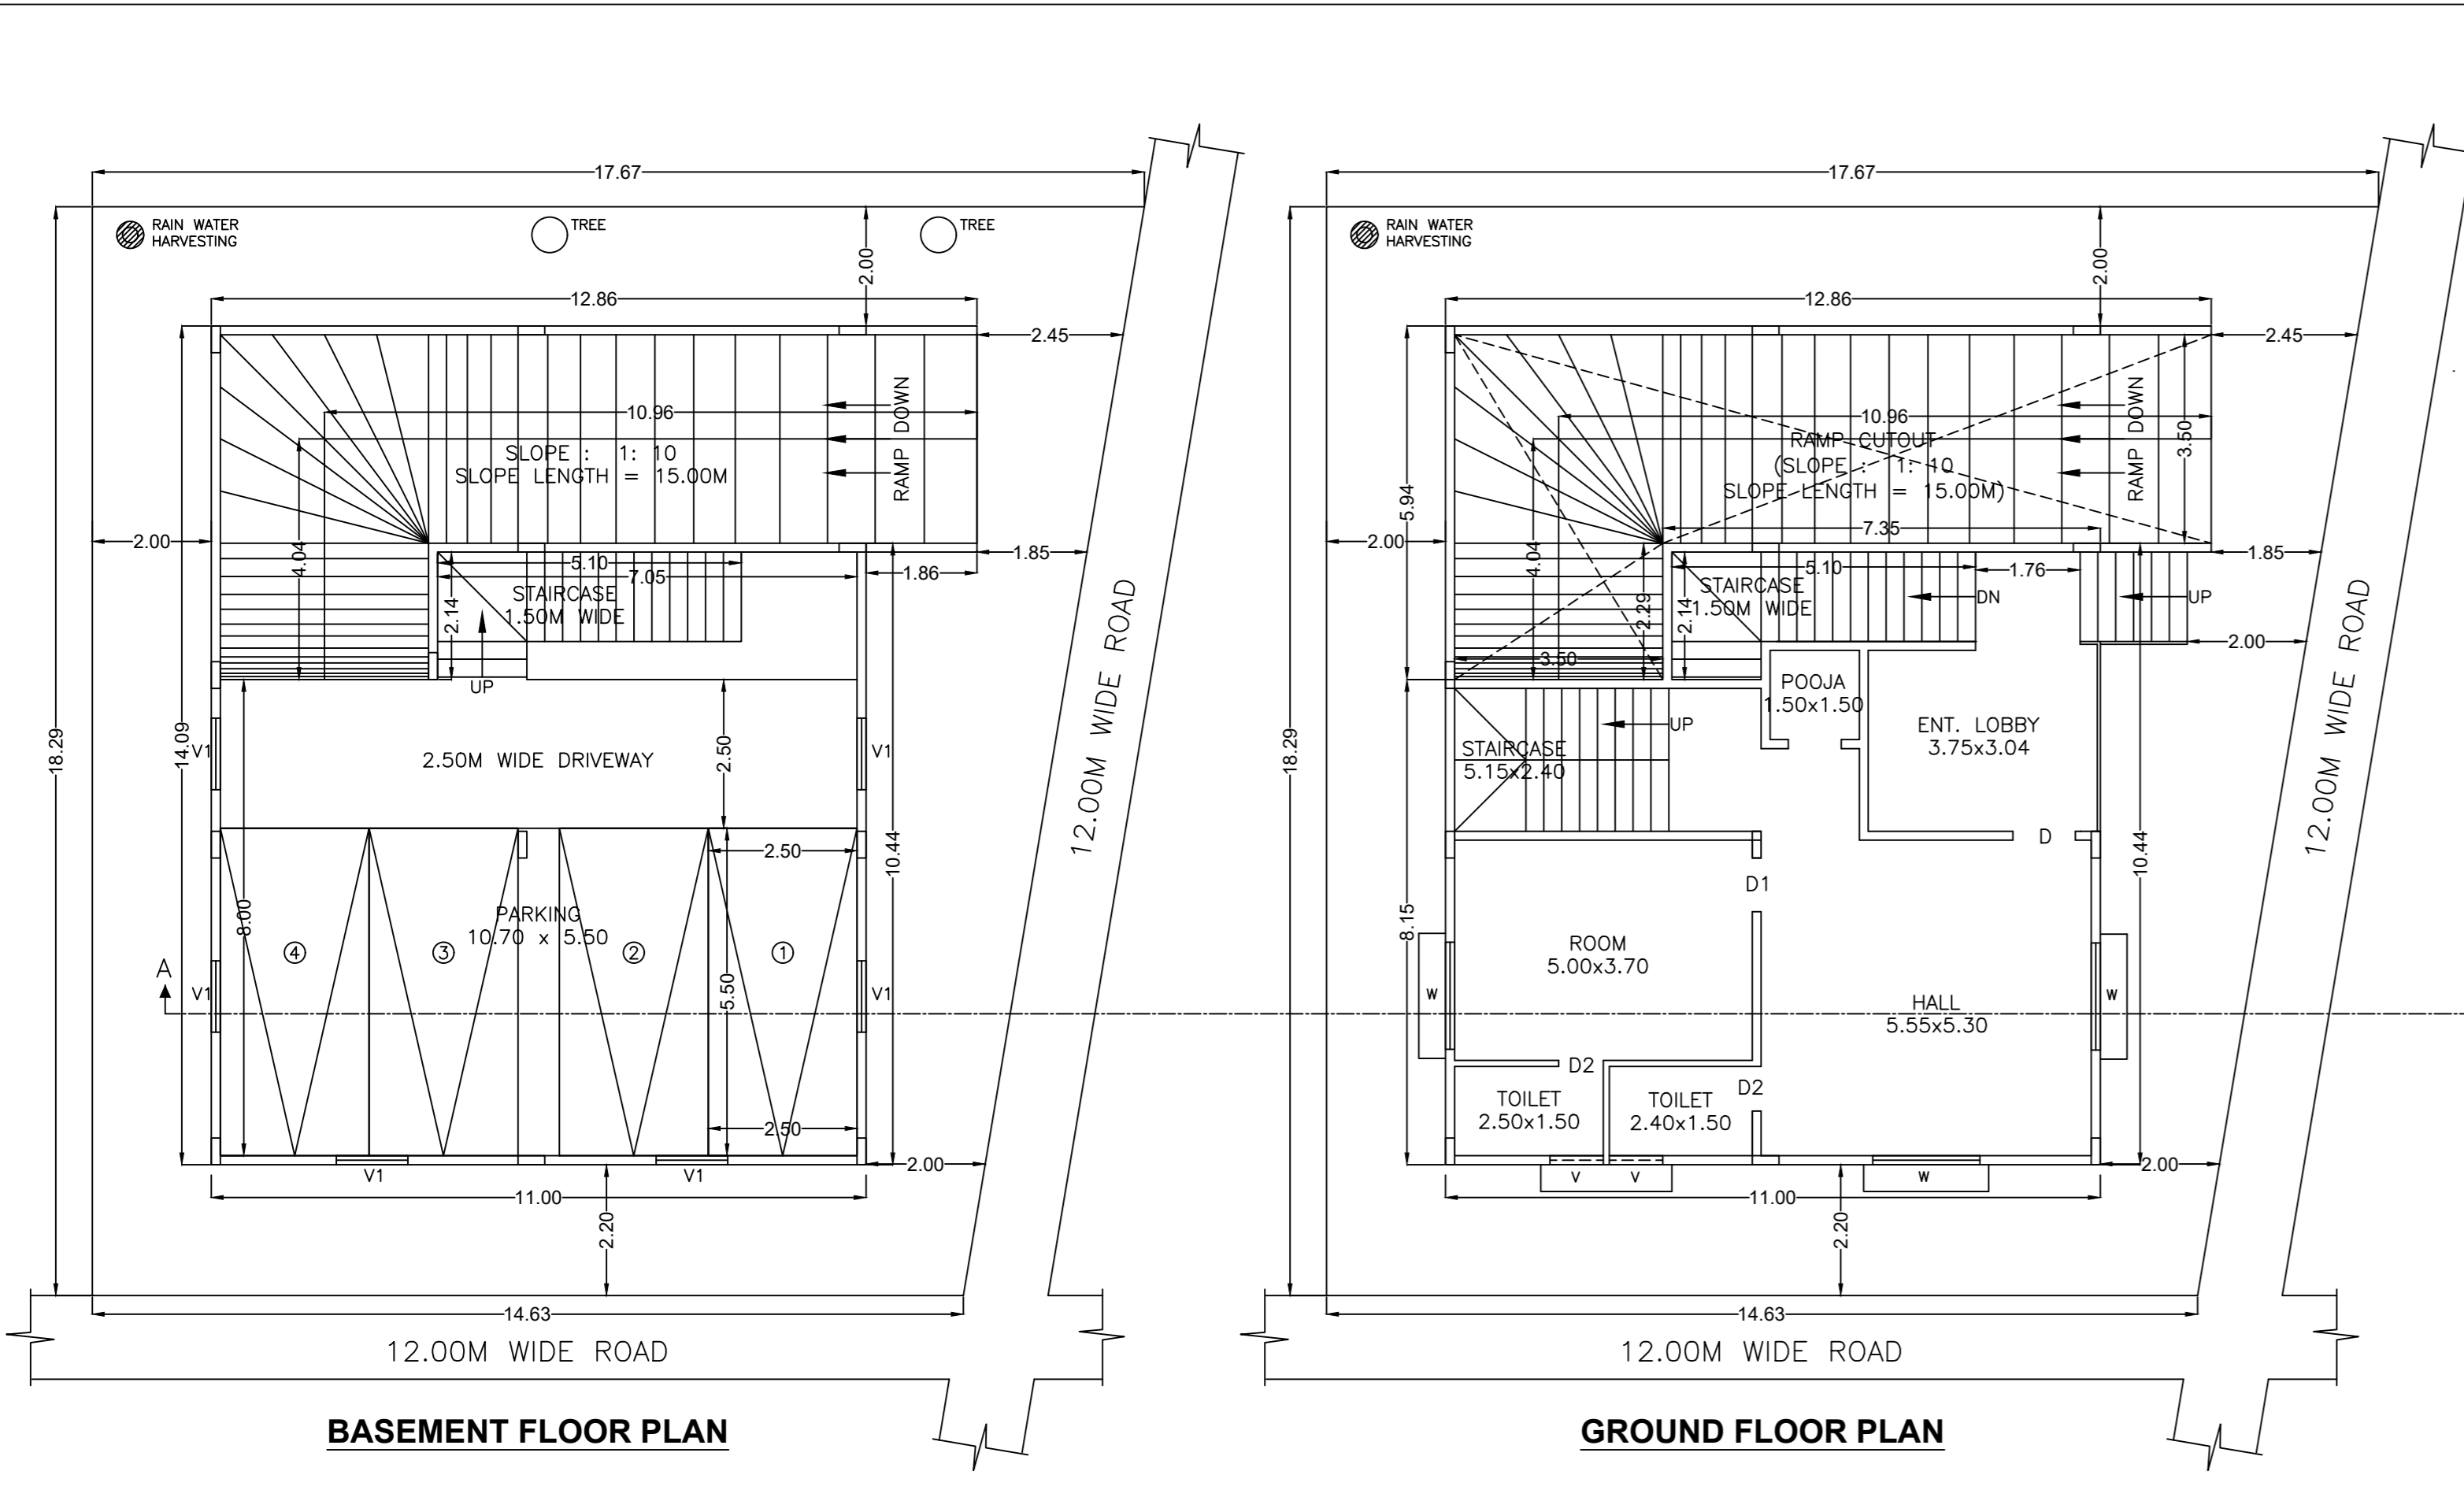 17.67
RAIN WATER
HARVESTING
TREE
TREE
2.00
12.86
2.45
10.96
RAMP DOWN
SLOPE : 1: 10
SLOPE LENGTH = 15.00M
2.00
4.04
5.10
7.05
1.85
1.86
STAIRCASE
1.50M WIDE
2.14
UP
18.29
14.09
V1
V1
2.50M WIDE DRIVEWAY
2.50
12.00M WIDE ROAD
2.50
10.44
8.00
PARKING
10.70 x 5.50
4
3
2
1
A
V1
V1
5.50
2.50
V1
V1
2.00
11.00
2.20
14.63
12.00M WIDE ROAD
BASEMENT FLOOR PLAN
17.67
RAIN WATER
HARVESTING
2.00
12.86
2.45
10.96
RAMP DOWN
3.50
RAMP CUTOUT
(SLOPE : 1: 10
SLOPE LENGTH = 15.00M)
5.94
7.35
2.00
4.04
5.10
1.76
1.85
STAIRCASE
1.50M WIDE
2.29
2.14
DN
UP
2.00
3.50
POOJA
1.50x1.50
UP
ENT. LOBBY
3.75x3.04
STAIRCASE
5.15x2.40
18.29
12.00M WIDE ROAD
D
10.44
D1
8.15
ROOM
5.00x3.70
W
W
HALL
5.55x5.30
D2
TOILET
2.50x1.50
TOILET
2.40x1.50
D2
V
V
W
2.00
11.00
2.20
14.63
12.00M WIDE ROAD
GROUND FLOOR PLAN